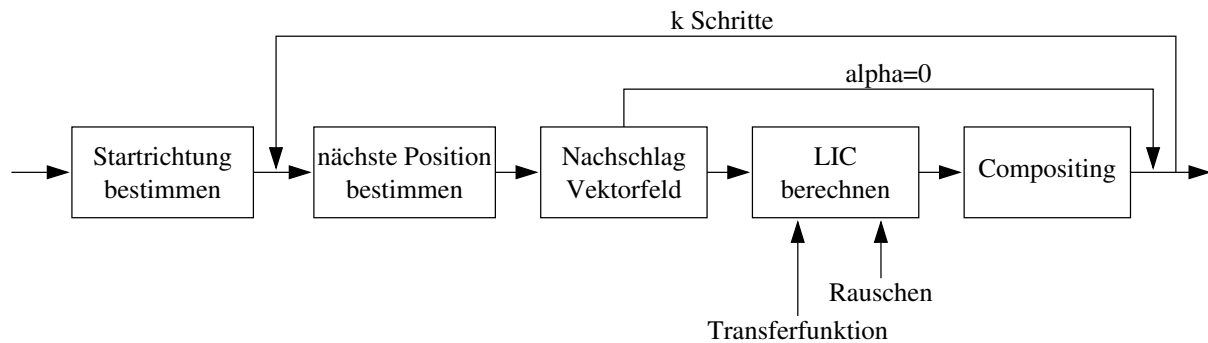 k Schritte
alpha=0
Startrichtung
bestimmen
nächste Position
bestimmen
Nachschlag
Vektorfeld
LIC
berechnen
Compositing
Rauschen
Transferfunktion